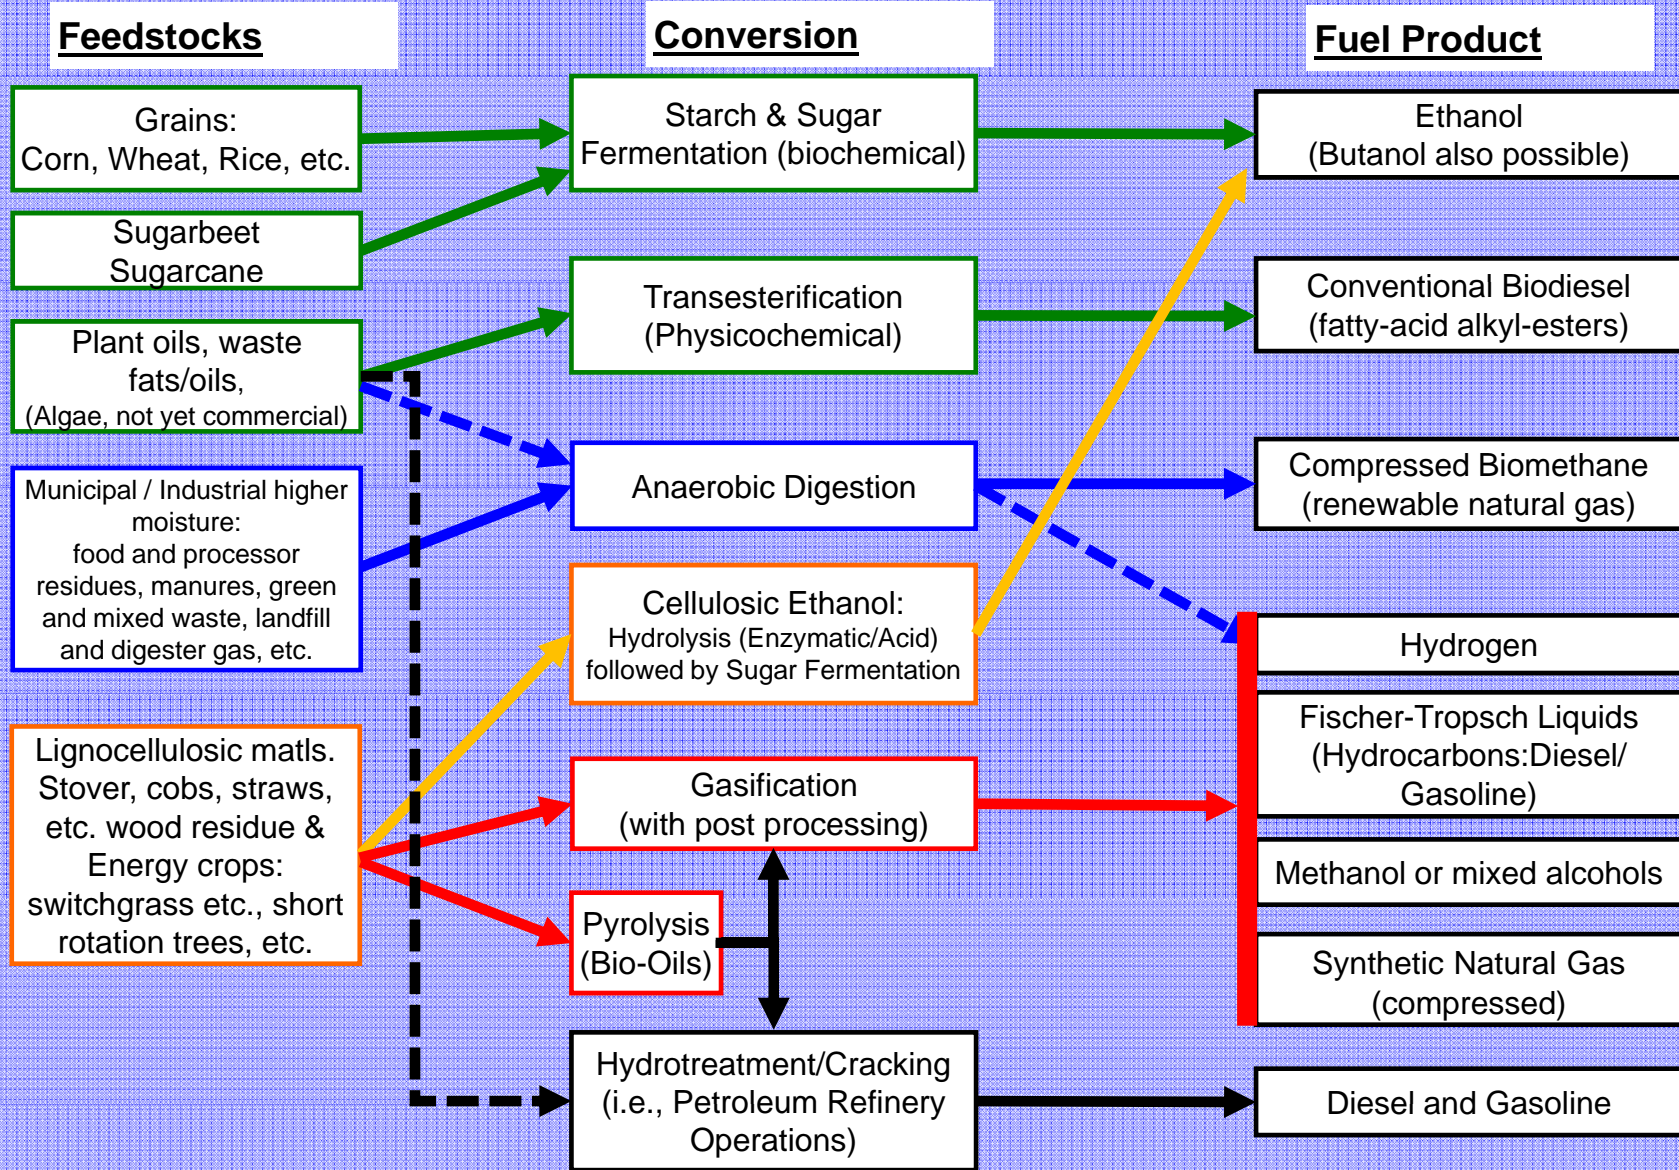 Feedstocks
Conversion
Fuel Product
Grains:
Corn, Wheat, Rice, etc.
Sugarbeet
Sugarcane
Plant oils, waste
fats/oils,
(Algae, not yet commercial)
Municipal / Industrial higher
moisture:
food and processor
residues, manures, green
and mixed waste, landfill
and digester gas, etc.
Lignocellulosic matls.
Stover, cobs, straws,
etc. wood residue &
Energy crops:
switchgrass etc., short
rotation trees, etc.
Starch & Sugar
Fermentation (biochemical)
Transesterification
(Physicochemical)
Anaerobic Digestion
Cellulosic Ethanol:
Hydrolysis (Enzymatic/Acid)
followed by Sugar Fermentation
Gasification
(with post processing)
Pyrolysis
(Bio-Oils)
Hydrotreatment/Cracking
(i.e., Petroleum Refinery
Operations)
Ethanol
(Butanol also possible)
Conventional Biodiesel
(fatty-acid alkyl-esters)
Compressed Biomethane
(renewable natural gas)
Hydrogen
Fischer-Tropsch Liquids
(Hydrocarbons:Diesel/
Gasoline)
Methanol or mixed alcohols
Synthetic Natural Gas
(compressed)
Diesel and Gasoline